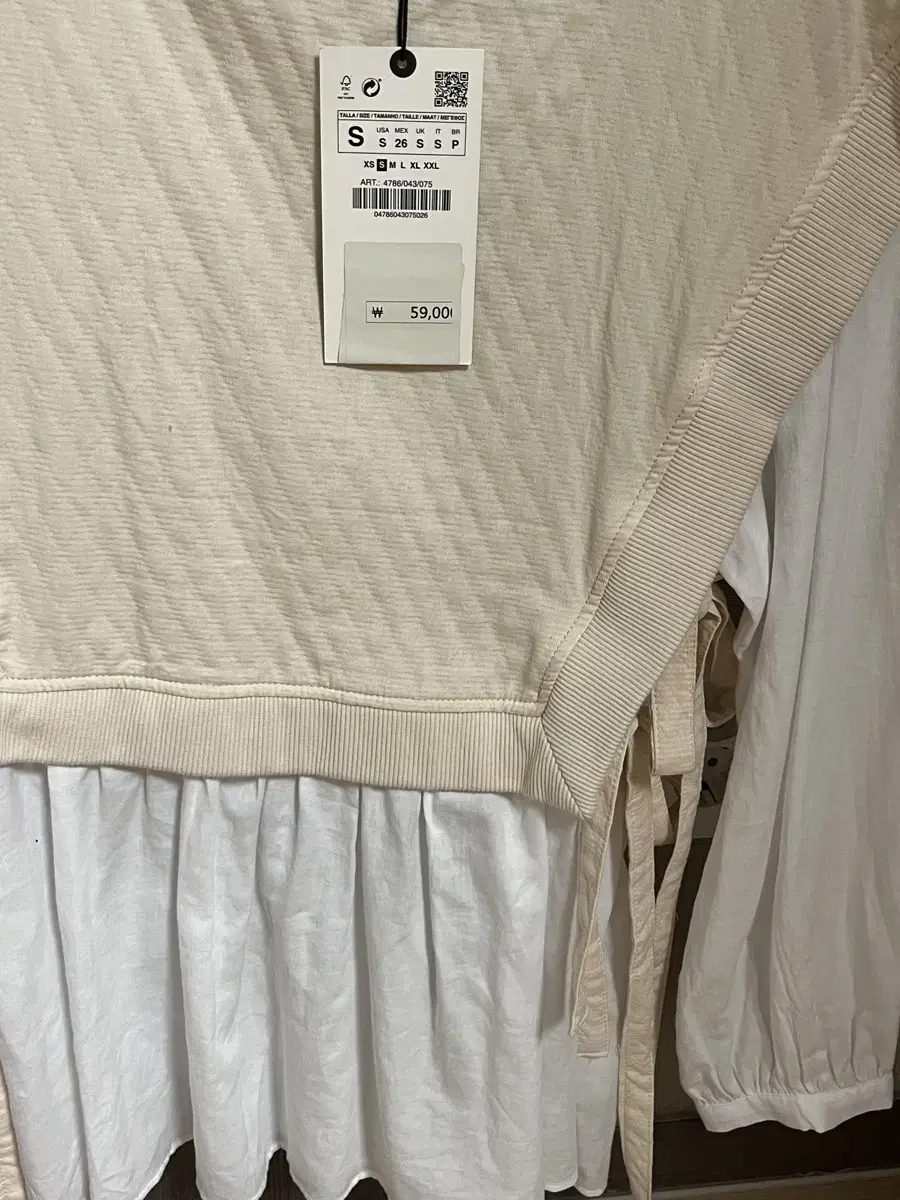 FSC
TALLA / SIZE / TAMANHO / TAILLE / MAAT / ΜΕΓΕΘΟΣ
S USA MEX UK IT BR
S 26 S S P
XS S M L XL XXL
ART.: 4786/043/075
04786043075026
₩ 59,00